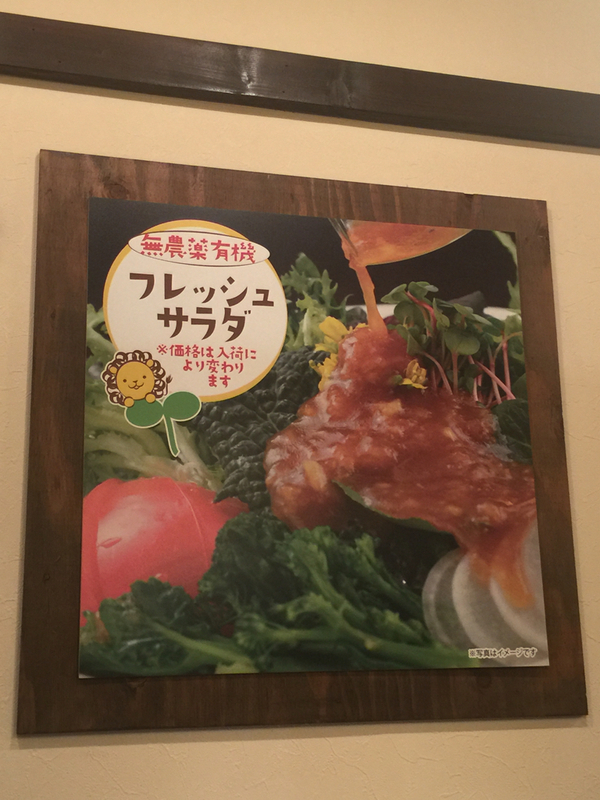 無農薬有機
フレッシュ
サラダ
※価格は入荷に
より変わり
ます
※写真はイメージです